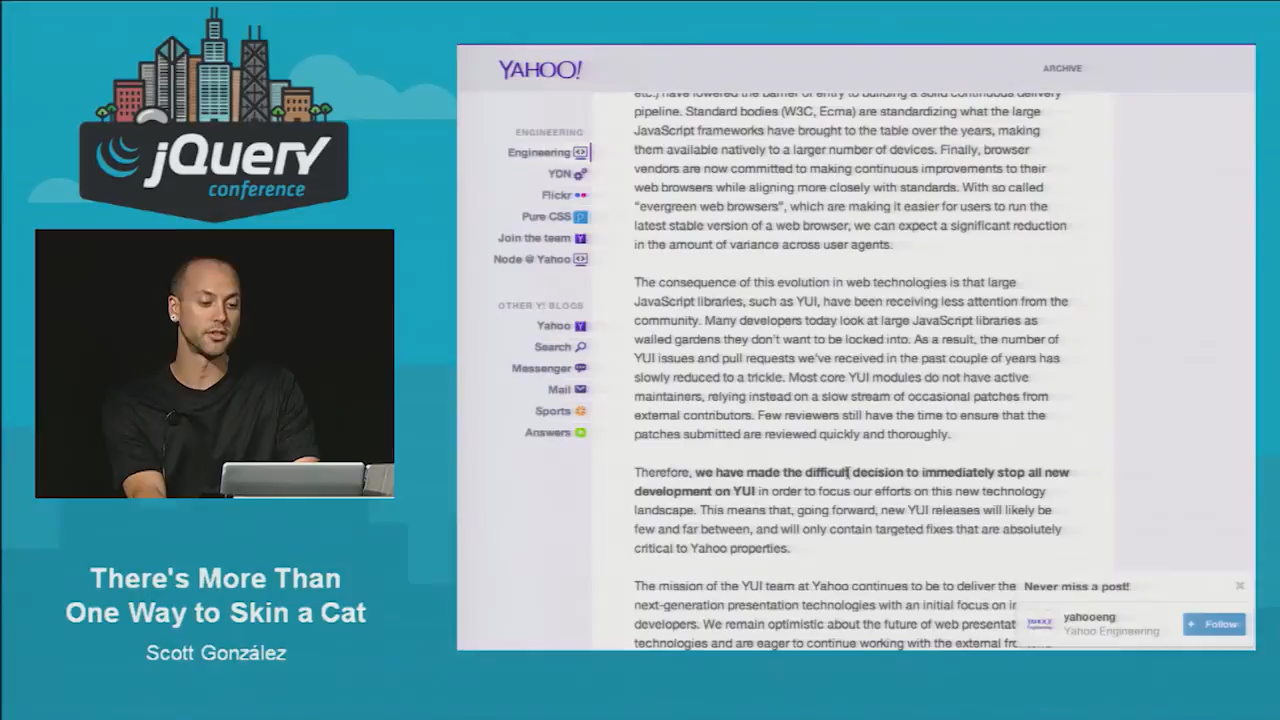 jQuery
conference
There's More Than
One Way to Skin a Cat
Scott González
YAHOO!
ARCHIVE
ENGINEERING
Engineering
YDN
Flickr
Pure CSS
Join the team
Node @ Yahoo
OTHER Y! BLOGS
Yahoo
Search
Messenger
Mail
Sports
Answers
etc.) have lowered the barrier of entry to building a solid continuous delivery
pipeline. Standard bodies (W3C, Ecma) are standardizing what the large
JavaScript frameworks have brought to the table over the years, making
them available natively to a larger number of devices. Finally, browser
vendors are now committed to making continuous improvements to their
web browsers while aligning more closely with standards. With so called
“evergreen web browsers”, which are making it easier for users to run the
latest stable version of a web browser, we can expect a significant reduction
in the amount of variance across user agents.
The consequence of this evolution in web technologies is that large
JavaScript libraries, such as YUI, have been receiving less attention from the
community. Many developers today look at large JavaScript libraries as
walled gardens they don’t want to be locked into. As a result, the number of
YUI issues and pull requests we’ve received in the past couple of years has
slowly reduced to a trickle. Most core YUI modules do not have active
maintainers, relying instead on a slow stream of occasional patches from
external contributors. Few reviewers still have the time to ensure that the
patches submitted are reviewed quickly and thoroughly.
Therefore, we have made the difficult decision to immediately stop all new
development on YUI in order to focus our efforts on this new technology
landscape. This means that, going forward, new YUI releases will likely be
few and far between, and will only contain targeted fixes that are absolutely
critical to Yahoo properties.
The mission of the YUI team at Yahoo continues to be to deliver the
next-generation presentation technologies with an initial focus on
developers. We remain optimistic about the future of web
technologies and are eager to continue working with the external
Never miss a post!
yahooeng
Yahoo Engineering
+ Follow